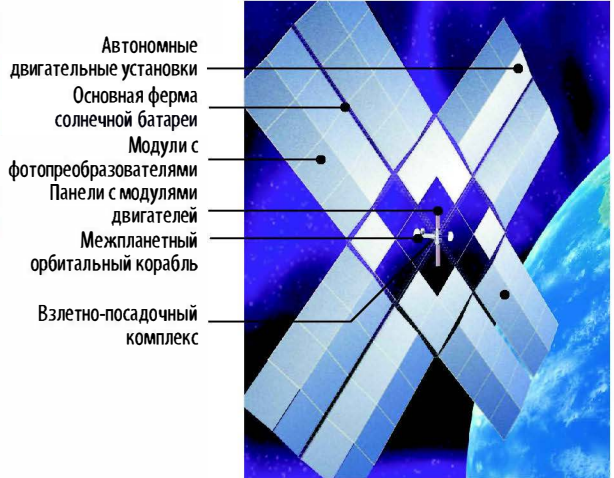 Автономные
двигательные установки
Основная ферма
солнечной батареи
Модули с
фотопреобразователями
Панели с модулями
двигателей
Межпланетный
орбитальный корабль
Взлетно-посадочный
комплекс